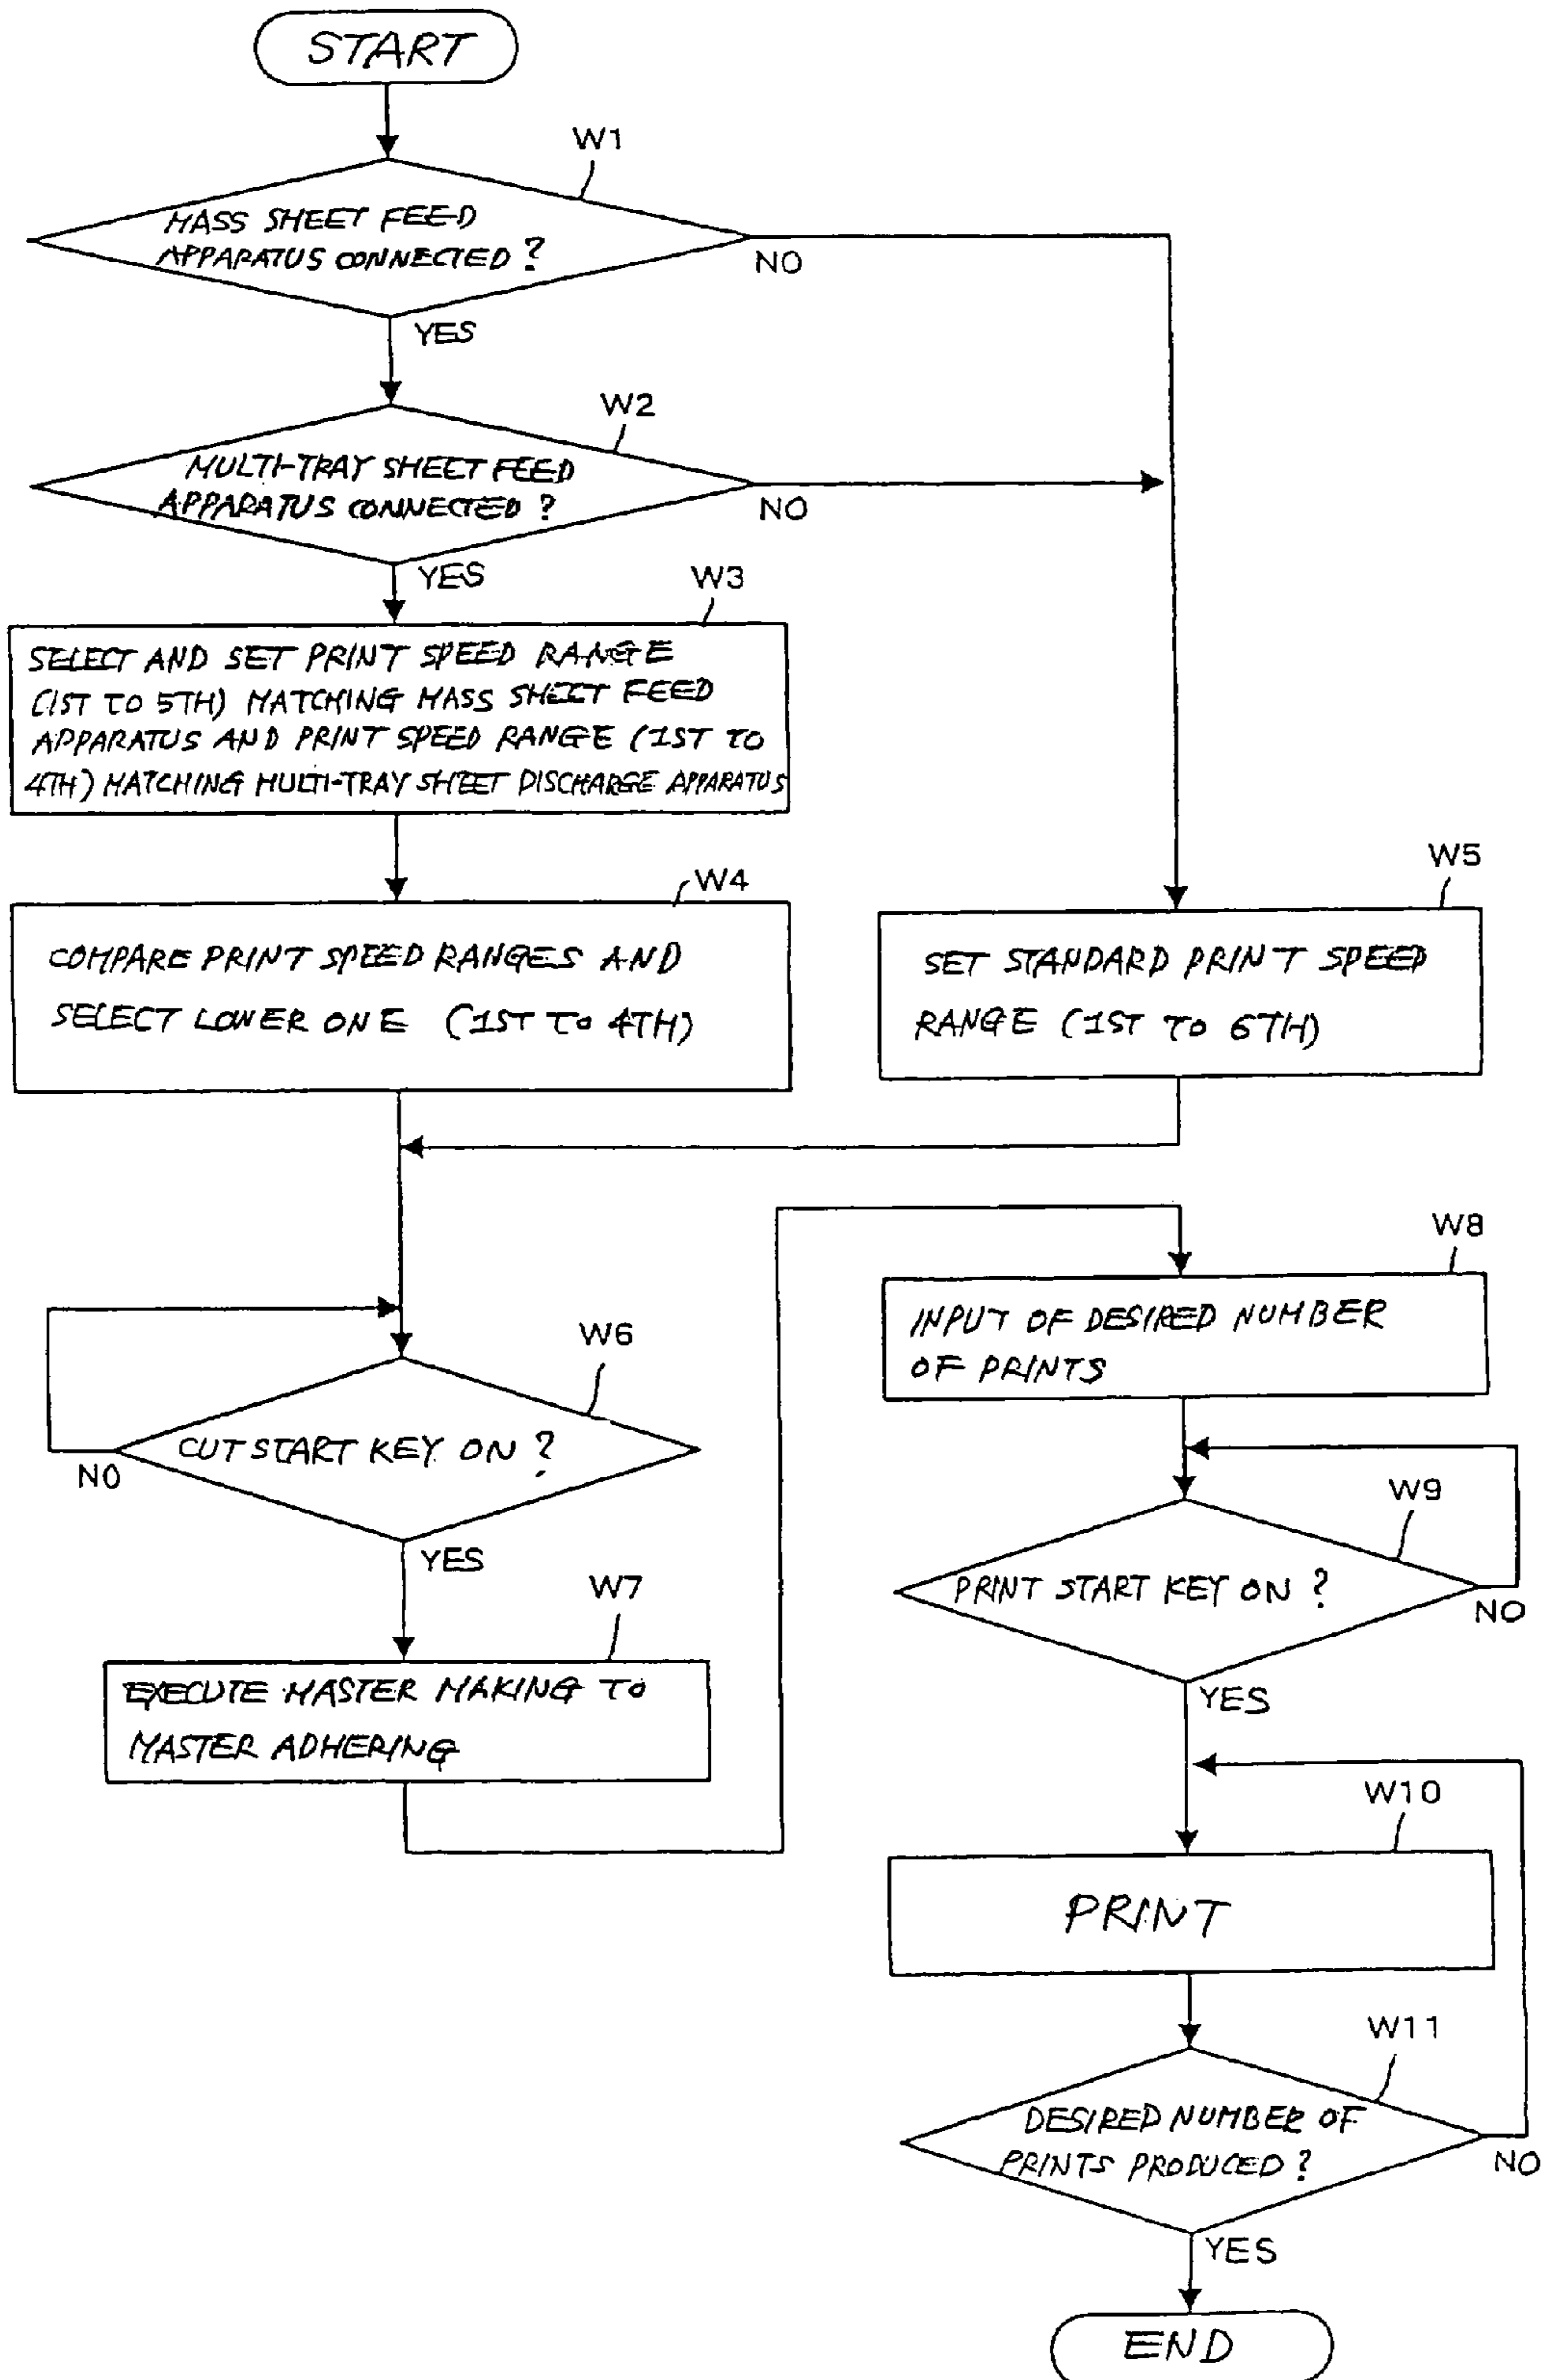 START
W1
MASS SHEET FEED
APPARATUS CONNECTED ?
NO
YES
W2
MULTI-TRAY SHEET FEED
APPARATUS CONNECTED ?
NO
YES
W3
SELECT AND SET PRINT SPEED RANGE
(1ST TO 5TH) MATCHING MASS SHEET FEED
APPARATUS AND PRINT SPEED RANGE (1ST TO
4TH) MATCHING MULTI-TRAY SHEET DISCHARGE APPARATUS
W4
COMPARE PRINT SPEED RANGES AND
SELECT LOWER ONE (1ST TO 4TH)
W5
SET STANDARD PRINT SPEED
RANGE (1ST TO 6TH)
W6
CUT START KEY ON ?
NO
YES
W7
EXECUTE MASTER MAKING TO
MASTER ADHERING
W8
INPUT OF DESIRED NUMBER
OF PRINTS
W9
PRINT START KEY ON ?
NO
YES
W10
PRINT
W11
DESIRED NUMBER OF
PRINTS PRODUCED ?
NO
YES
END